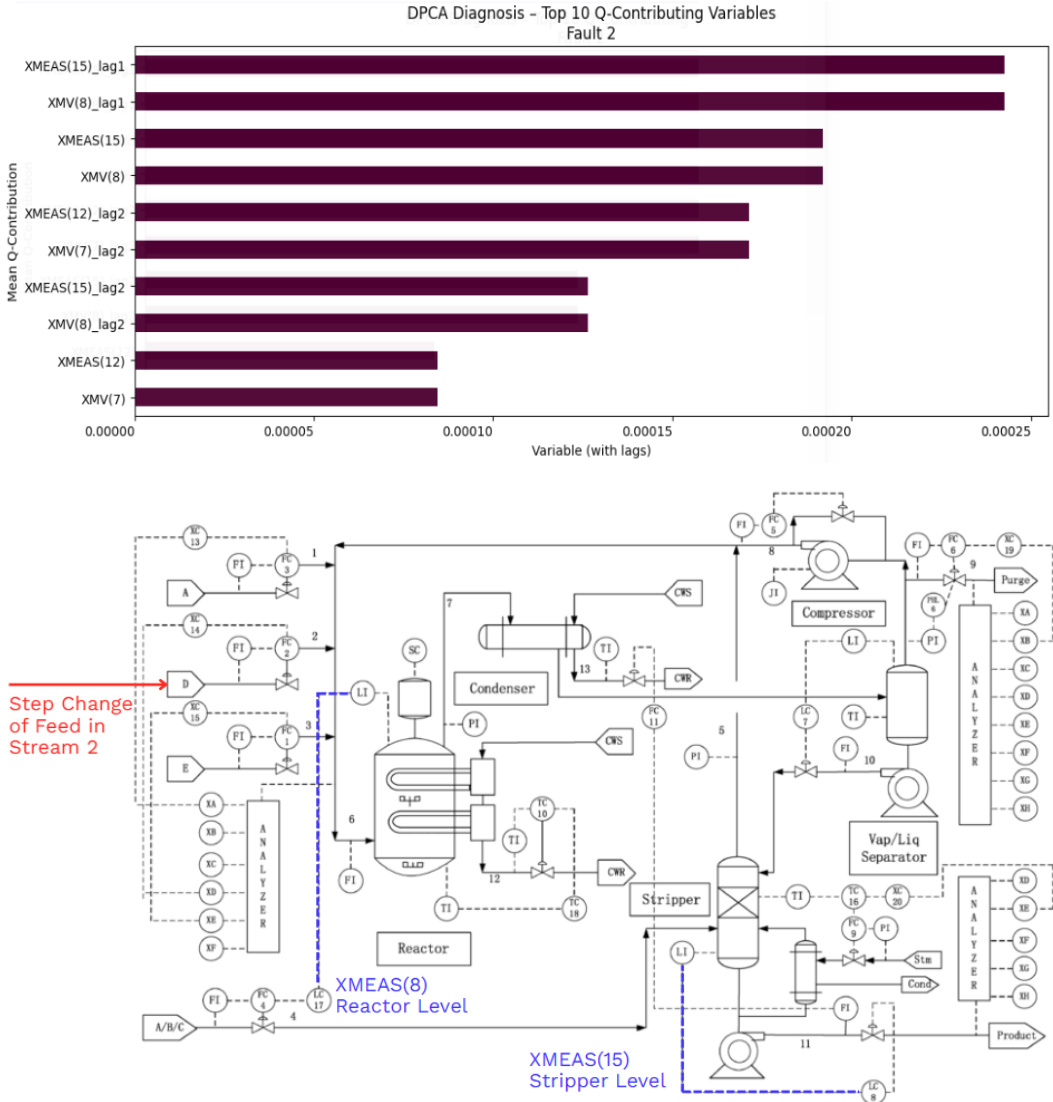 DPCA Diagnosis – Top 10 Q-Contributing Variables
Fault 2
Mean Q-Contribution
XMEAS(15)_lag1
XMV(8)_lag1
XMEAS(15)
XMV(8)
XMEAS(12)_lag2
XMV(7)_lag2
XMEAS(15)_lag2
XMV(8)_lag2
XMEAS(12)
XMV(7)
0.00000
0.00005
0.00010
0.00015
0.00020
0.00025
Variable (with lags)
XC
13
FI
FC
3
1
A
XC
14
FI
FC
2
2
D
Step Change
of Feed in
Stream 2
XC
15
FI
FC
1
3
E
XA
XB
XC
XD
XE
XF
ANALYZER
6
FI
LI
SC
7
PI
Condenser
CWS
TI
13
CWR
CWS
TC
10
TI
12
CWR
TI
TC
18
Reactor
XMEAS(8)
Reactor Level
FI
FC
4
LC
17
4
A/B/C
FI
FC
5
8
JI
Compressor
FI
FC
6
XC
19
9
Purge
PHL
6
PI
LI
LC
7
TI
FI
10
Vap/Liq
Separator
ANALYZER
XA
XB
XC
XD
XE
XF
XG
XH
FC
11
5
PI
Stripper
TI
TC
16
XC
20
FC
9
PI
Stm
Cond
LI
FI
11
LC
8
Product
ANALYZER
XD
XE
XF
XG
XH
XMEAS(15)
Stripper Level